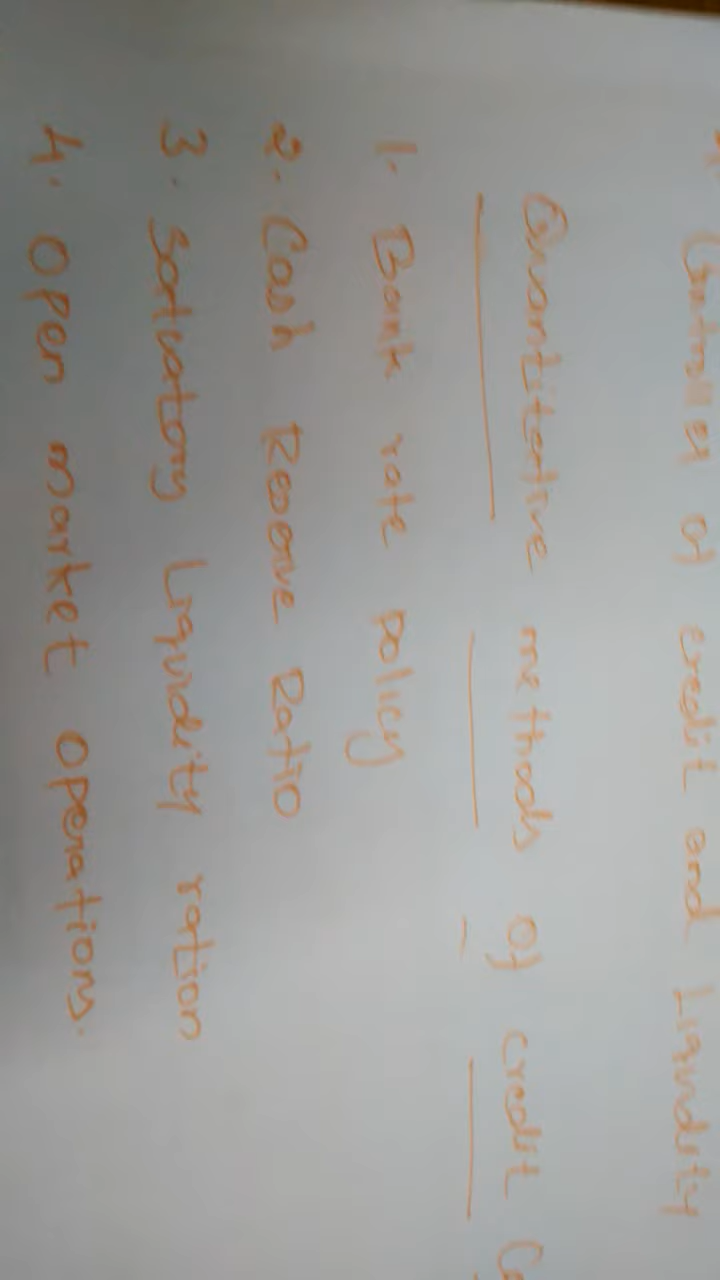 Controller of credit and Liquidity
Quantitative methods of credit
1. Bank rate policy
2. Cash Reserve Ratio
3. Satuatory Liquidity ration
4. Open market operations.